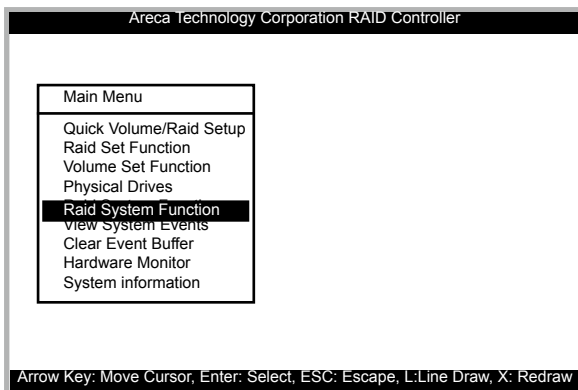 Areca Technology Corporation RAID Controller
Main Menu
Quick Volume/Raid Setup
Raid Set Function
Volume Set Function
Physical Drives
Raid System Function
View System Events
Clear Event Buffer
Hardware Monitor
System information
Arrow Key: Move Cursor, Enter: Select, ESC: Escape, L:Line Draw, X: Redraw